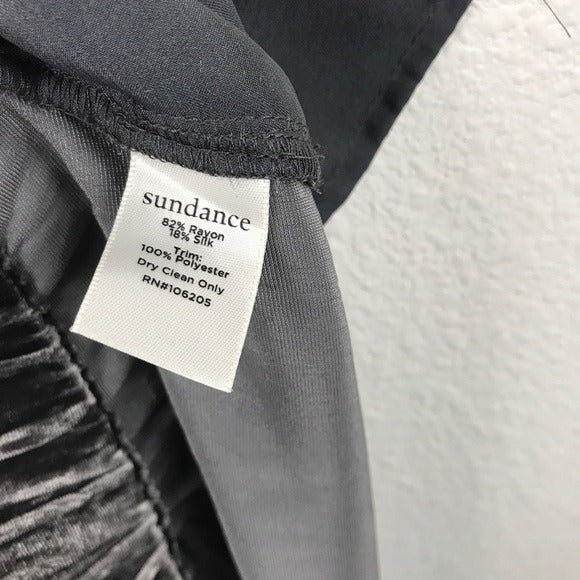 sundance
82% Rayon
18% Silk
Trim:
100% Polyester
Dry Clean Only
RN#106205